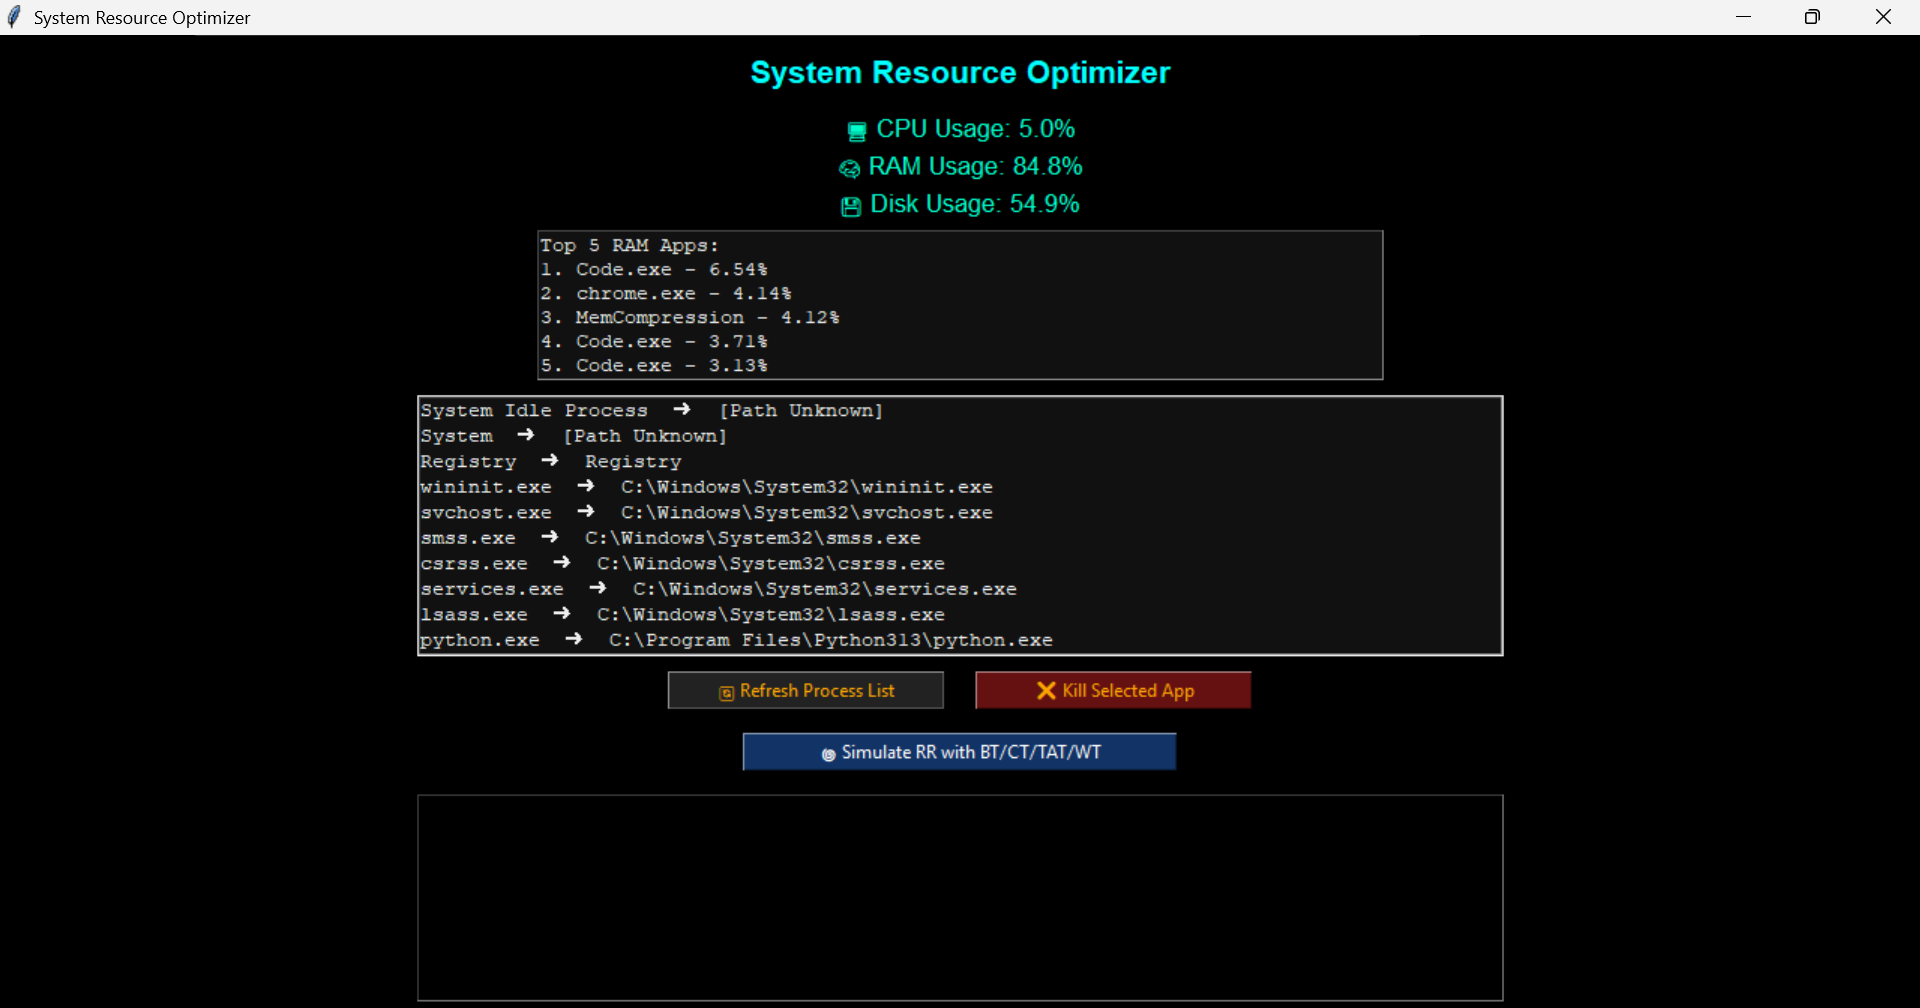 System Resource Optimizer
System Resource Optimizer
CPU Usage: 5.0%
RAM Usage: 84.8%
Disk Usage: 54.9%
Top 5 RAM Apps:
1. Code.exe - 6.54%
2. chrome.exe - 4.14%
3. MemCompression - 4.12%
4. Code.exe - 3.71%
5. Code.exe - 3.13%
System Idle Process ➜ [Path Unknown]
System ➜ [Path Unknown]
Registry ➜ Registry
wininit.exe ➜ C:\Windows\System32\wininit.exe
svchost.exe ➜ C:\Windows\System32\svchost.exe
smss.exe ➜ C:\Windows\System32\smss.exe
csrss.exe ➜ C:\Windows\System32\csrss.exe
services.exe ➜ C:\Windows\System32\services.exe
lsass.exe ➜ C:\Windows\System32\lsass.exe
python.exe ➜ C:\Program Files\Python313\python.exe
Refresh Process List
❌ Kill Selected App
Simulate RR with BT/CT/TAT/WT